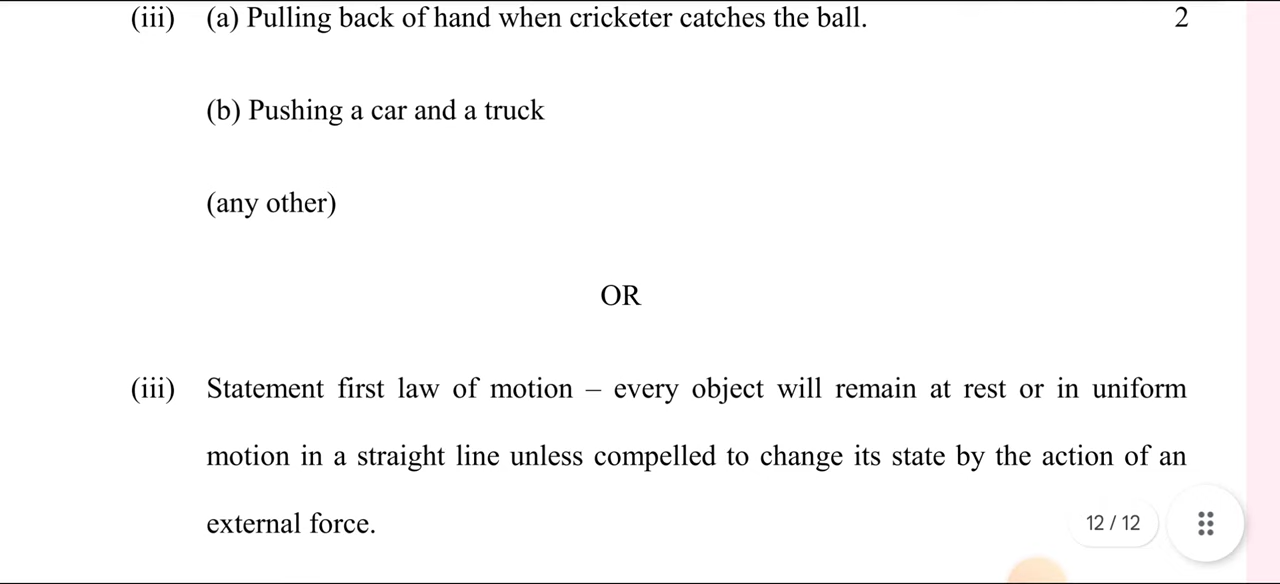 (iii) (a) Pulling back of hand when cricketer catches the ball. 2
(b) Pushing a car and a truck
(any other)
OR
(iii) Statement first law of motion – every object will remain at rest or in uniform
motion in a straight line unless compelled to change its state by the action of an
external force.
12 / 12